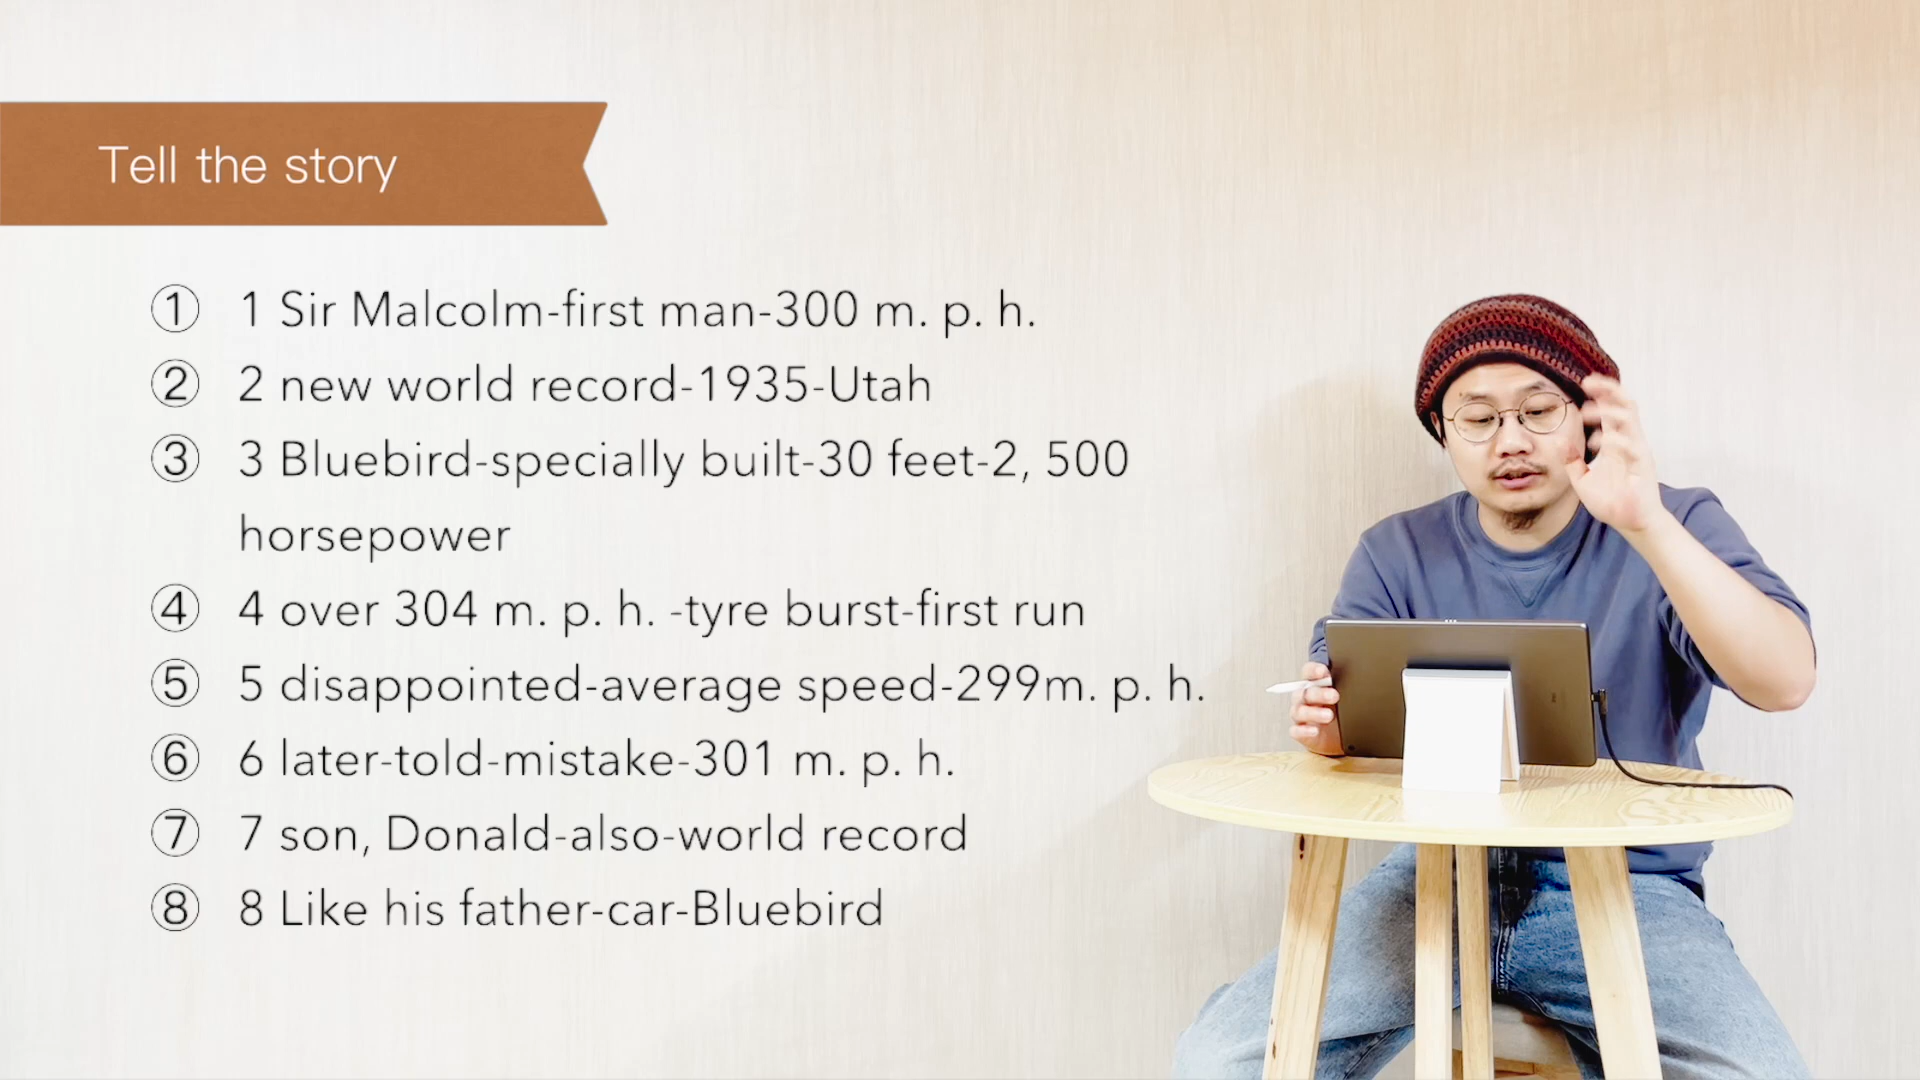 Tell the story
① 1 Sir Malcolm-first man-300 m. p. h.
② 2 new world record-1935-Utah
③ 3 Bluebird-specially built-30 feet-2, 500
horsepower
④ 4 over 304 m. p. h. -tyre burst-first run
⑤ 5 disappointed-average speed-299m. p. h.
⑥ 6 later-told-mistake-301 m. p. h.
⑦ 7 son, Donald-also-world record
⑧ 8 Like his father-car-Bluebird